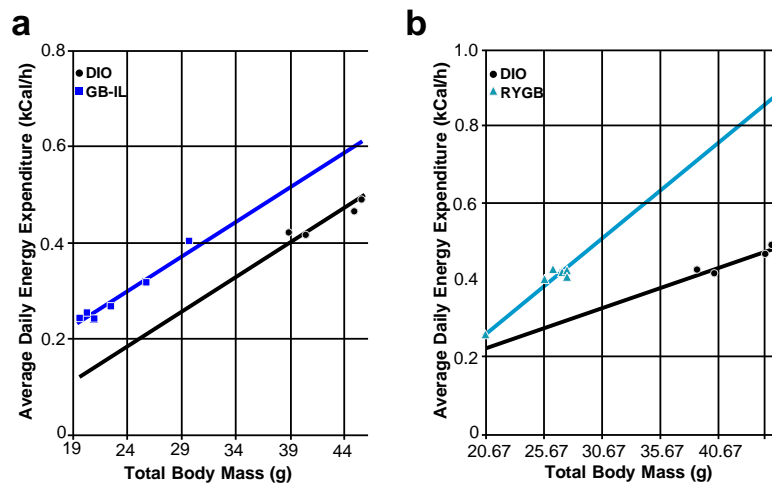 a
Average Daily Energy Expenditure (kCal/h)
0.8
0.6
0.4
0.2
0
DIO
GB-IL
19 24 29 34 39 44
Total Body Mass (g)
b
Average Daily Energy Expenditure (kCal/h)
1.0
0.8
0.6
0.4
0.2
0
DIO
RYGB
20.67 25.67 30.67 35.67 40.67
Total Body Mass (g)